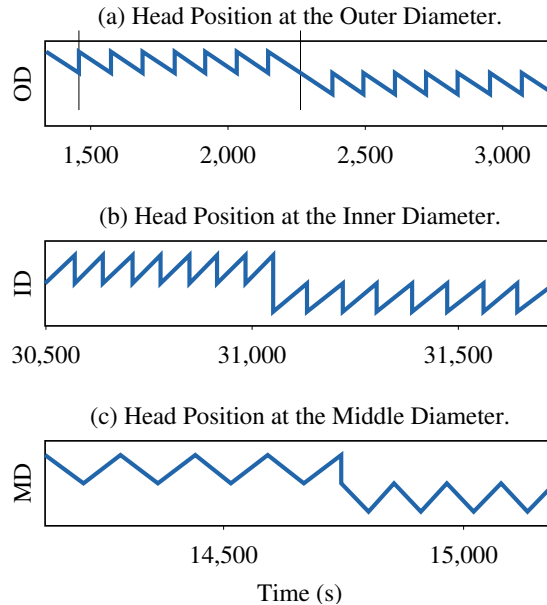 (a) Head Position at the Outer Diameter.
OD
1,500 2,000 2,500 3,000
(b) Head Position at the Inner Diameter.
ID
30,500 31,000 31,500
(c) Head Position at the Middle Diameter.
MD
14,500 15,000
Time (s)